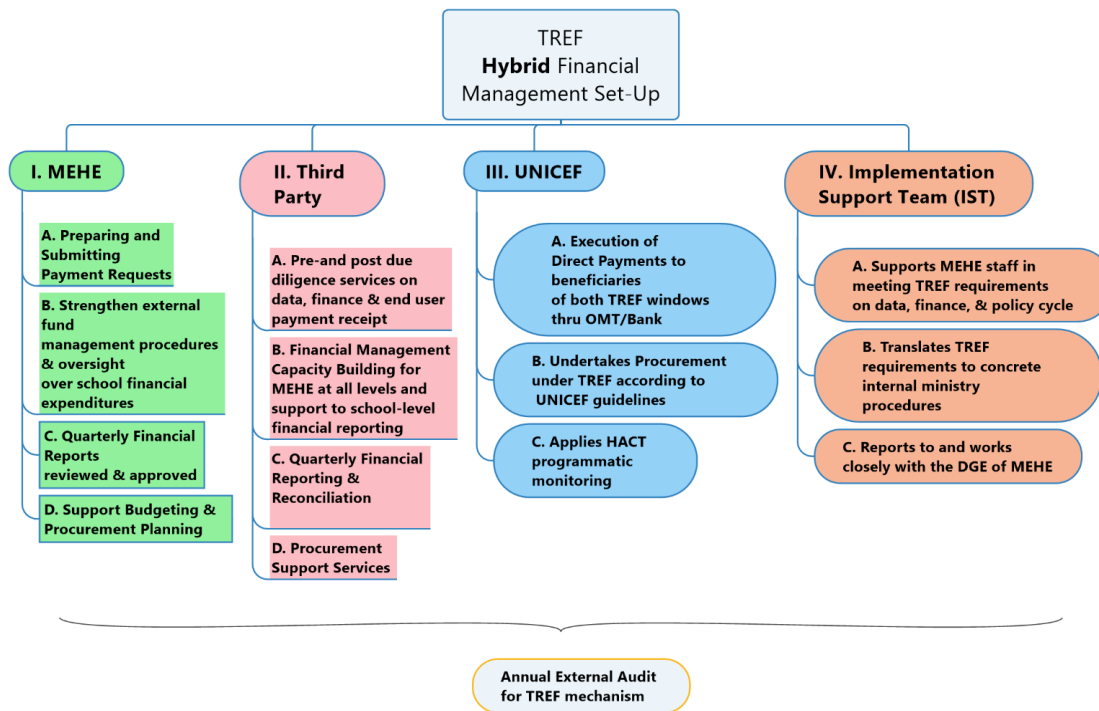 TREF
Hybrid Financial
Management Set-Up
I. MEHE
A. Preparing and
Submitting
Payment Requests
B. Strengthen external
fund
management procedures
& oversight
over school financial
expenditures
C. Quarterly Financial
Reports
reviewed & approved
D. Support Budgeting &
Procurement Planning
II. Third
Party
A. Pre-and post due
diligence services on
data, finance & end user
payment receipt
B. Financial Management
Capacity Building for
MEHE at all levels and
support to school-level
financial reporting
C. Quarterly Financial
Reporting &
Reconciliation
D. Procurement
Support Services
III. UNICEF
A. Execution of
Direct Payments to
beneficiaries
of both TREF windows
thru OMT/Bank
B. Undertakes Procurement
under TREF according to
UNICEF guidelines
C. Applies HACT
programmatic
monitoring
IV. Implementation
Support Team (IST)
A. Supports MEHE staff in
meeting TREF requirements
on data, finance, & policy cycle
B. Translates TREF
requirements to concrete
internal ministry
procedures
C. Reports to and works
closely with the DGE of MEHE
Annual External Audit
for TREF mechanism